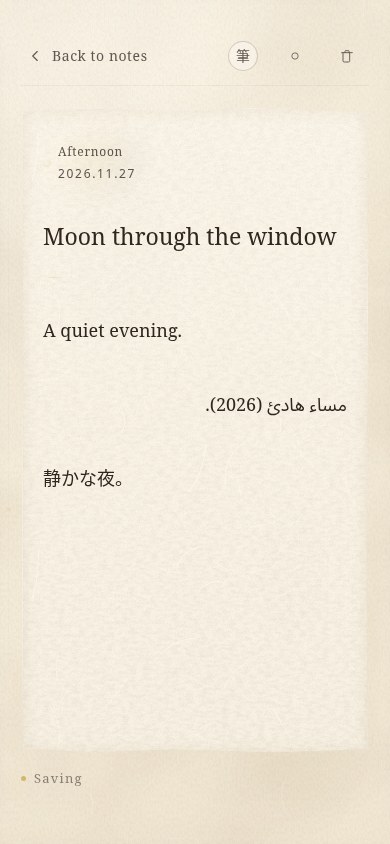 Back to notes
筆
Afternoon
2026.11.27
Moon through the window
A quiet evening.
مساء هادئ (2026).
静かな夜。
Saving